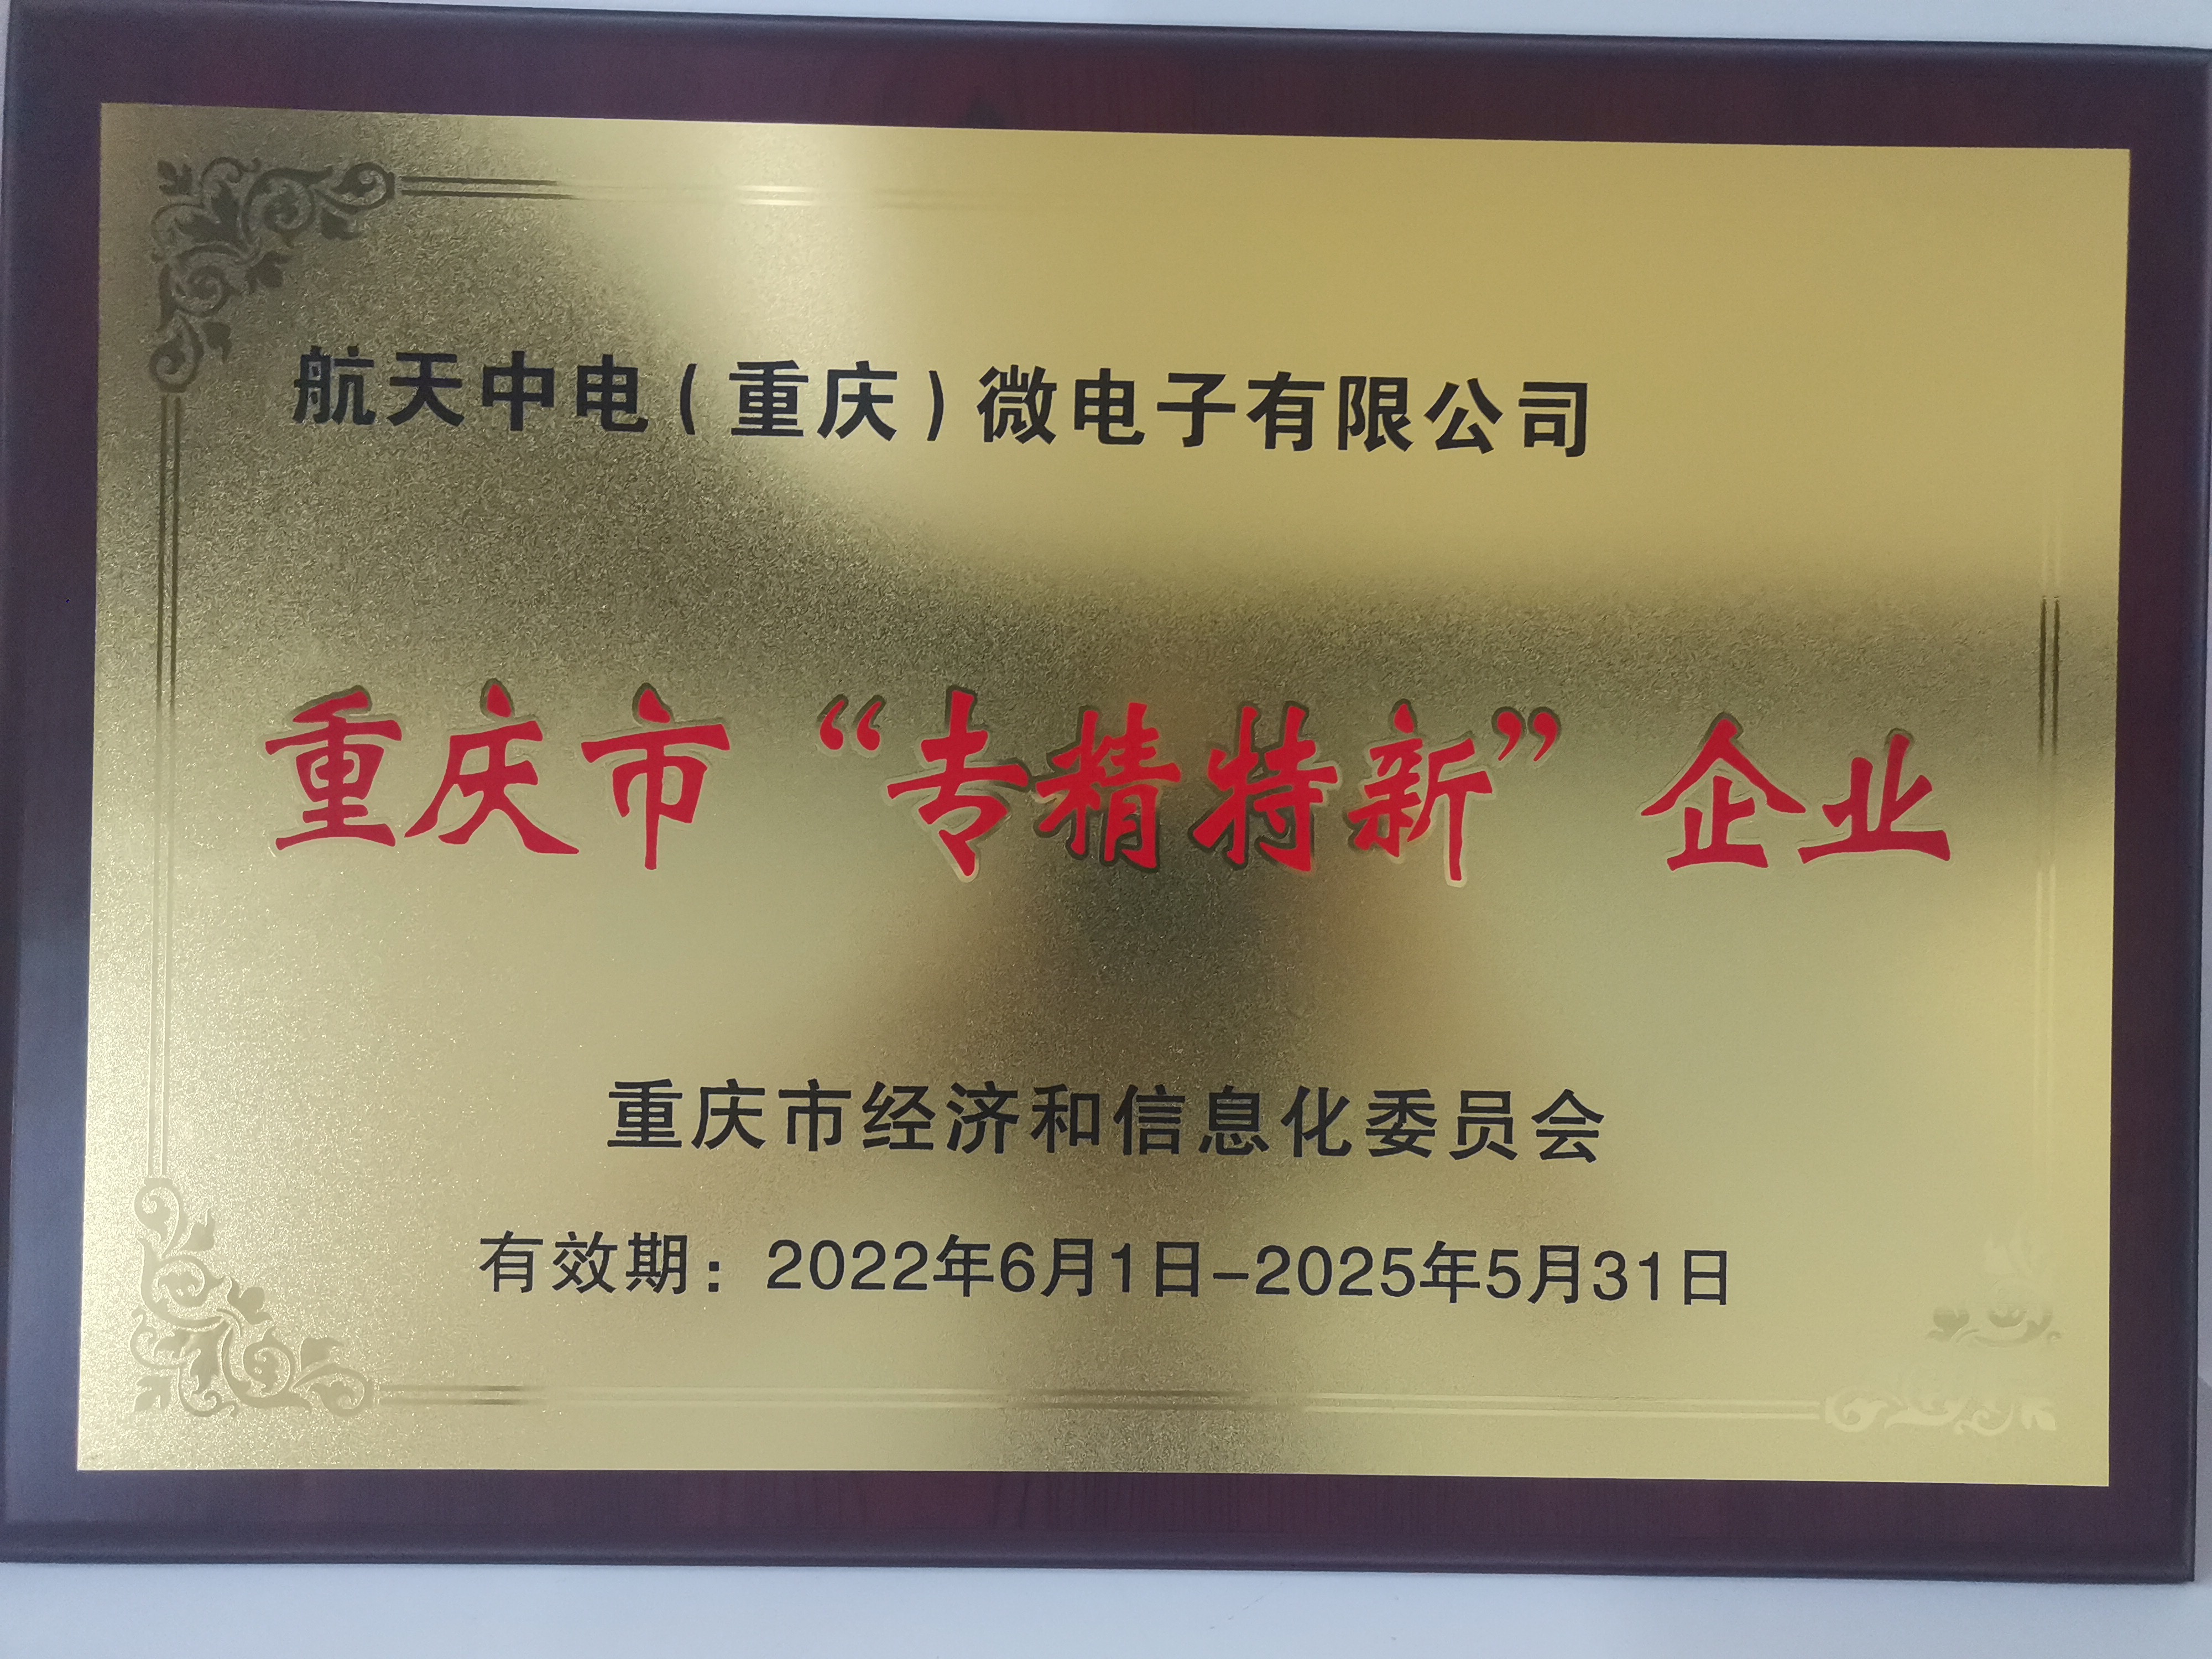 航天中电（重庆）微电子有限公司
重庆市“专精特新”企业
重庆市经济和信息化委员会
有效期：2022年6月1日-2025年5月31日